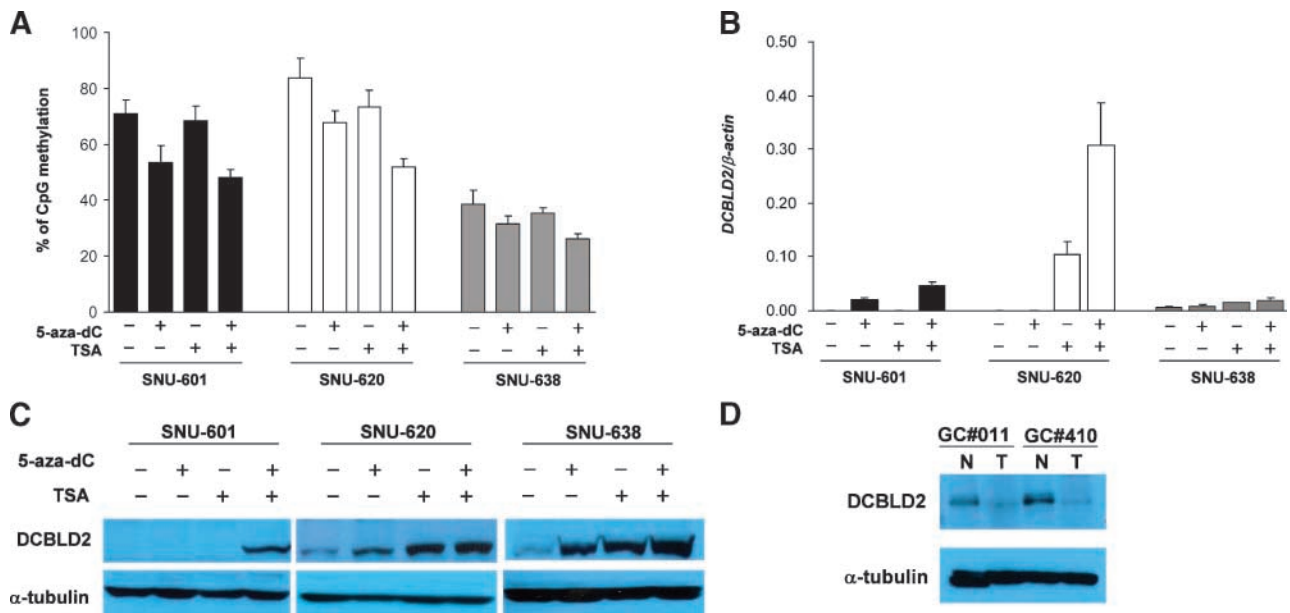 A
% of CpG methylation
100
80
60
40
20
0
5-aza-dC – + – + – + – + – + – +
TSA – – + + – – + + – – + +
SNU-601 SNU-620 SNU-638
B
DCBLD2/β-actin
0.50
0.40
0.30
0.20
0.10
0.00
5-aza-dC – + – + – + – + – + – +
TSA – – + + – – + + – – + +
SNU-601 SNU-620 SNU-638
C
SNU-601 SNU-620 SNU-638
5-aza-dC – + – + – + – + – + – +
TSA – – + + – – + + – – + +
DCBLD2
α-tubulin
D
GC#011 GC#410
N T N T
DCBLD2
α-tubulin